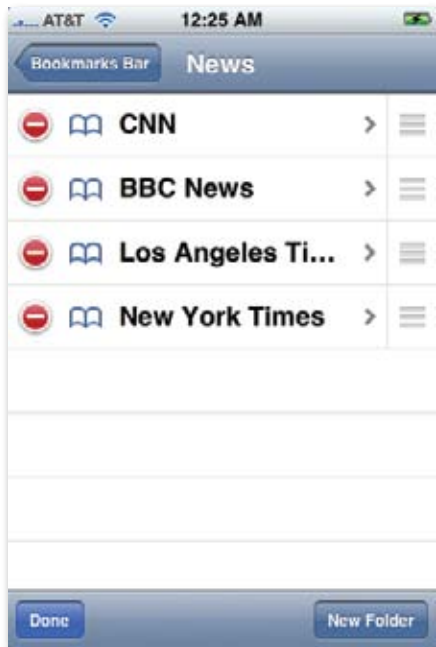 AT&T 12:25 AM
Bookmarks Bar News
CNN
BBC News
Los Angeles Ti...
New York Times
Done New Folder